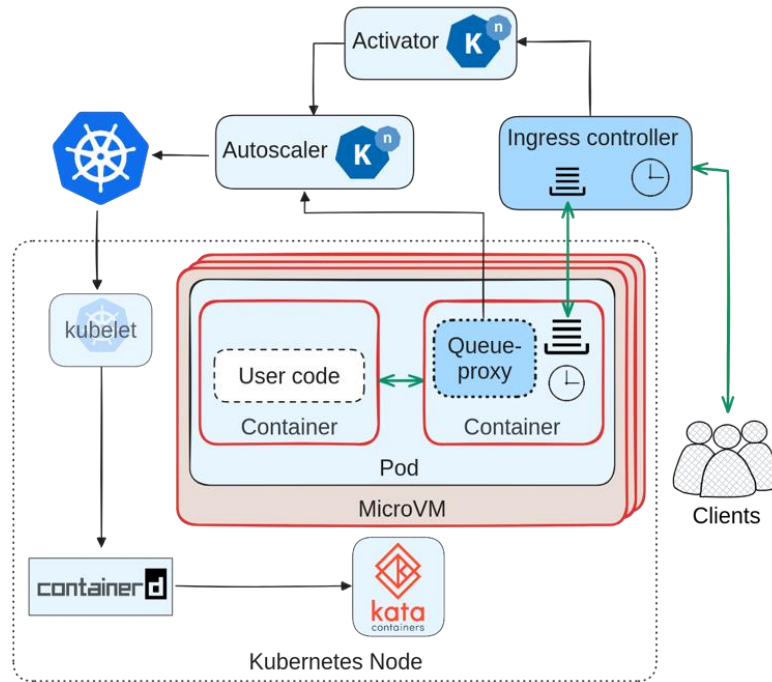 Activator
K
n
Ingress controller
Autoscaler
K
n
kubelet
User code
Container
Queue-
proxy
Container
Pod
MicroVM
Clients
containerd
kata
containers
Kubernetes Node